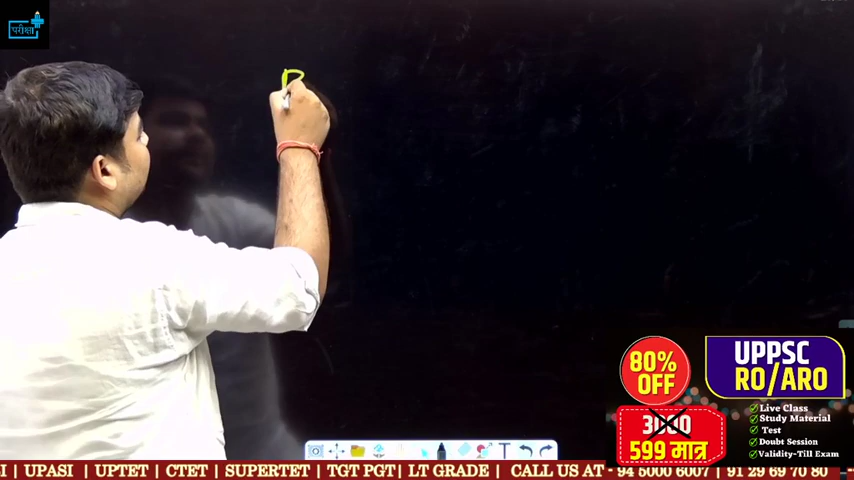 परीक्षा
80%
OFF
UPPSC
RO/ARO
3000
599 मात्र
Live Class
Study Material
Test
Doubt Session
Validity-Till Exam
I | UPASI | UPTET | CTET | SUPERTET | TGT PGT| LT GRADE | CALL US AT - 94 5000 6007 | 91 29 69 70 80